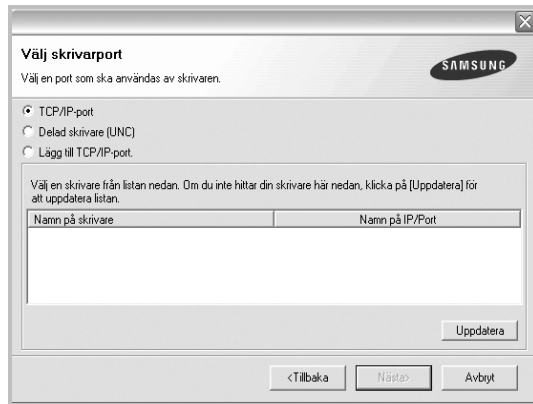 Välj skrivarport
Välj en port som ska användas av skrivaren.
SAMSUNG
TCP/IP-port
Delad skrivare (UNC)
Lägg till TCP/IP-port.
Välj en skrivare från listan nedan. Om du inte hittar din skrivare här nedan, klicka på [Uppdatera] för
att uppdatera listan.
Namn på skrivare
Namn på IP/Port
Uppdatera
<Tillbaka
Nästa>
Avbryt